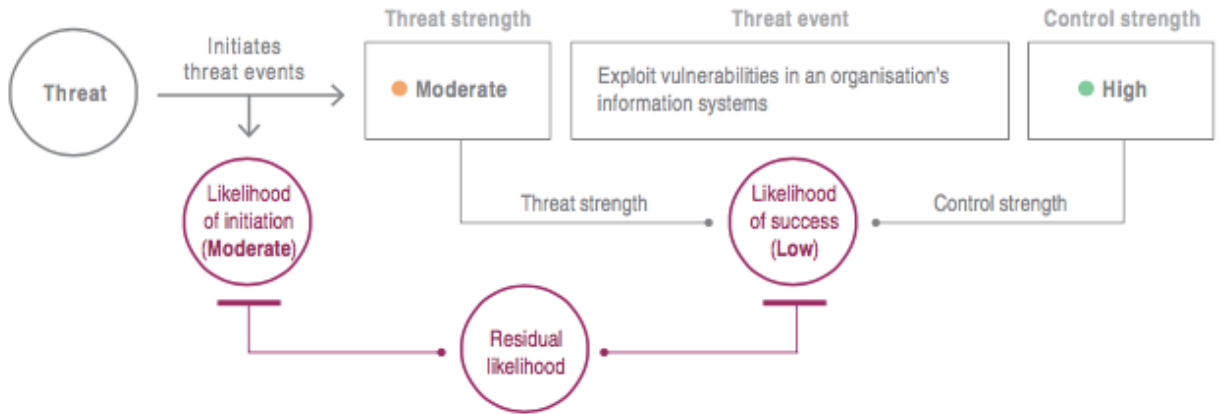 Threat strength
Threat event
Control strength
Initiates
threat events
Threat
Moderate
Exploit vulnerabilities in an organisation's
information systems
High
Likelihood
of initiation
(Moderate)
Threat strength
Likelihood
of success
(Low)
Control strength
Residual
likelihood